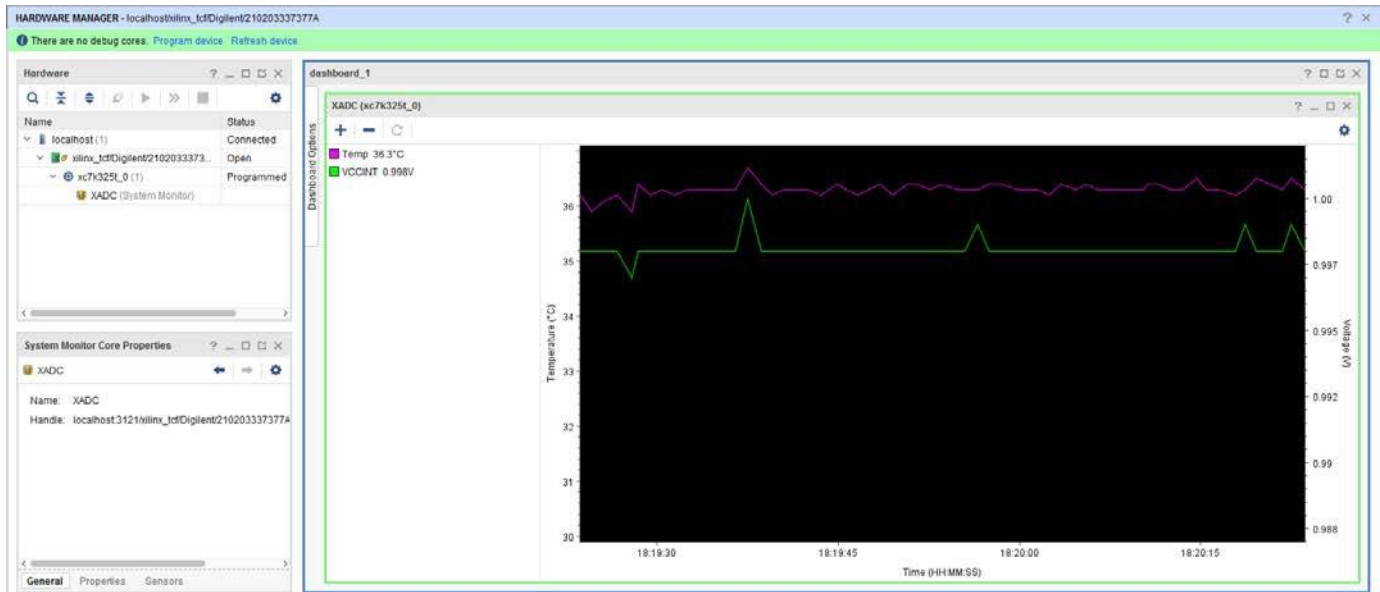 HARDWARE MANAGER - localhost/xilinx_tcf/Digilent/210203337377A
There are no debug cores. Program device Refresh device
Hardware
Name Status
localhost (1) Connected
xilinx_tcf/Digilent/2102033373... Open
xc7k325t_0 (1) Programmed
XADC (System Monitor)
System Monitor Core Properties
XADC
Name: XADC
Handle: localhost:3121/xilinx_tcf/Digilent/210203337377A
General Properties Sensors
dashboard_1
Dashboard Options
XADC (xc7k325t_0)
Temp 36.3°C
VCCINT 0.998V
Temperature (°C)
36
35
34
33
32
31
30
1.00
0.997
0.995
0.992
0.99
0.988
Voltage (V)
18:19:30 18:19:45 18:20:00 18:20:15
Time (HH:MM:SS)